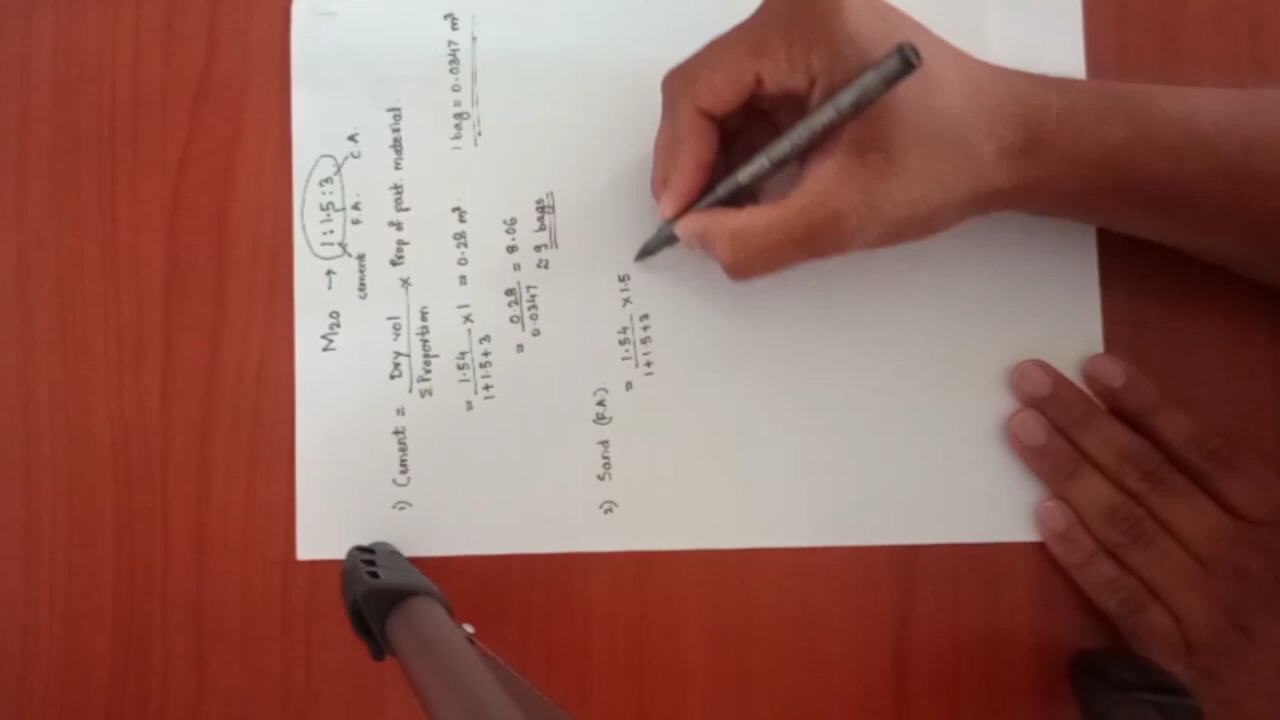 M20 → 1 : 1.5 : 3
cement F.A. C.A.
1) Cement = Dry vol / Σ Proportion × Prop of part. material.
= 1.54 / 1+1.5+3 × 1 = 0.28 m³. 1 bag = 0.0347 m³
= 0.28 / 0.0347 = 8.06
≈ 9 bags
2) Sand (F.A).
= 1.54 / 1+1.5+3 × 1.5